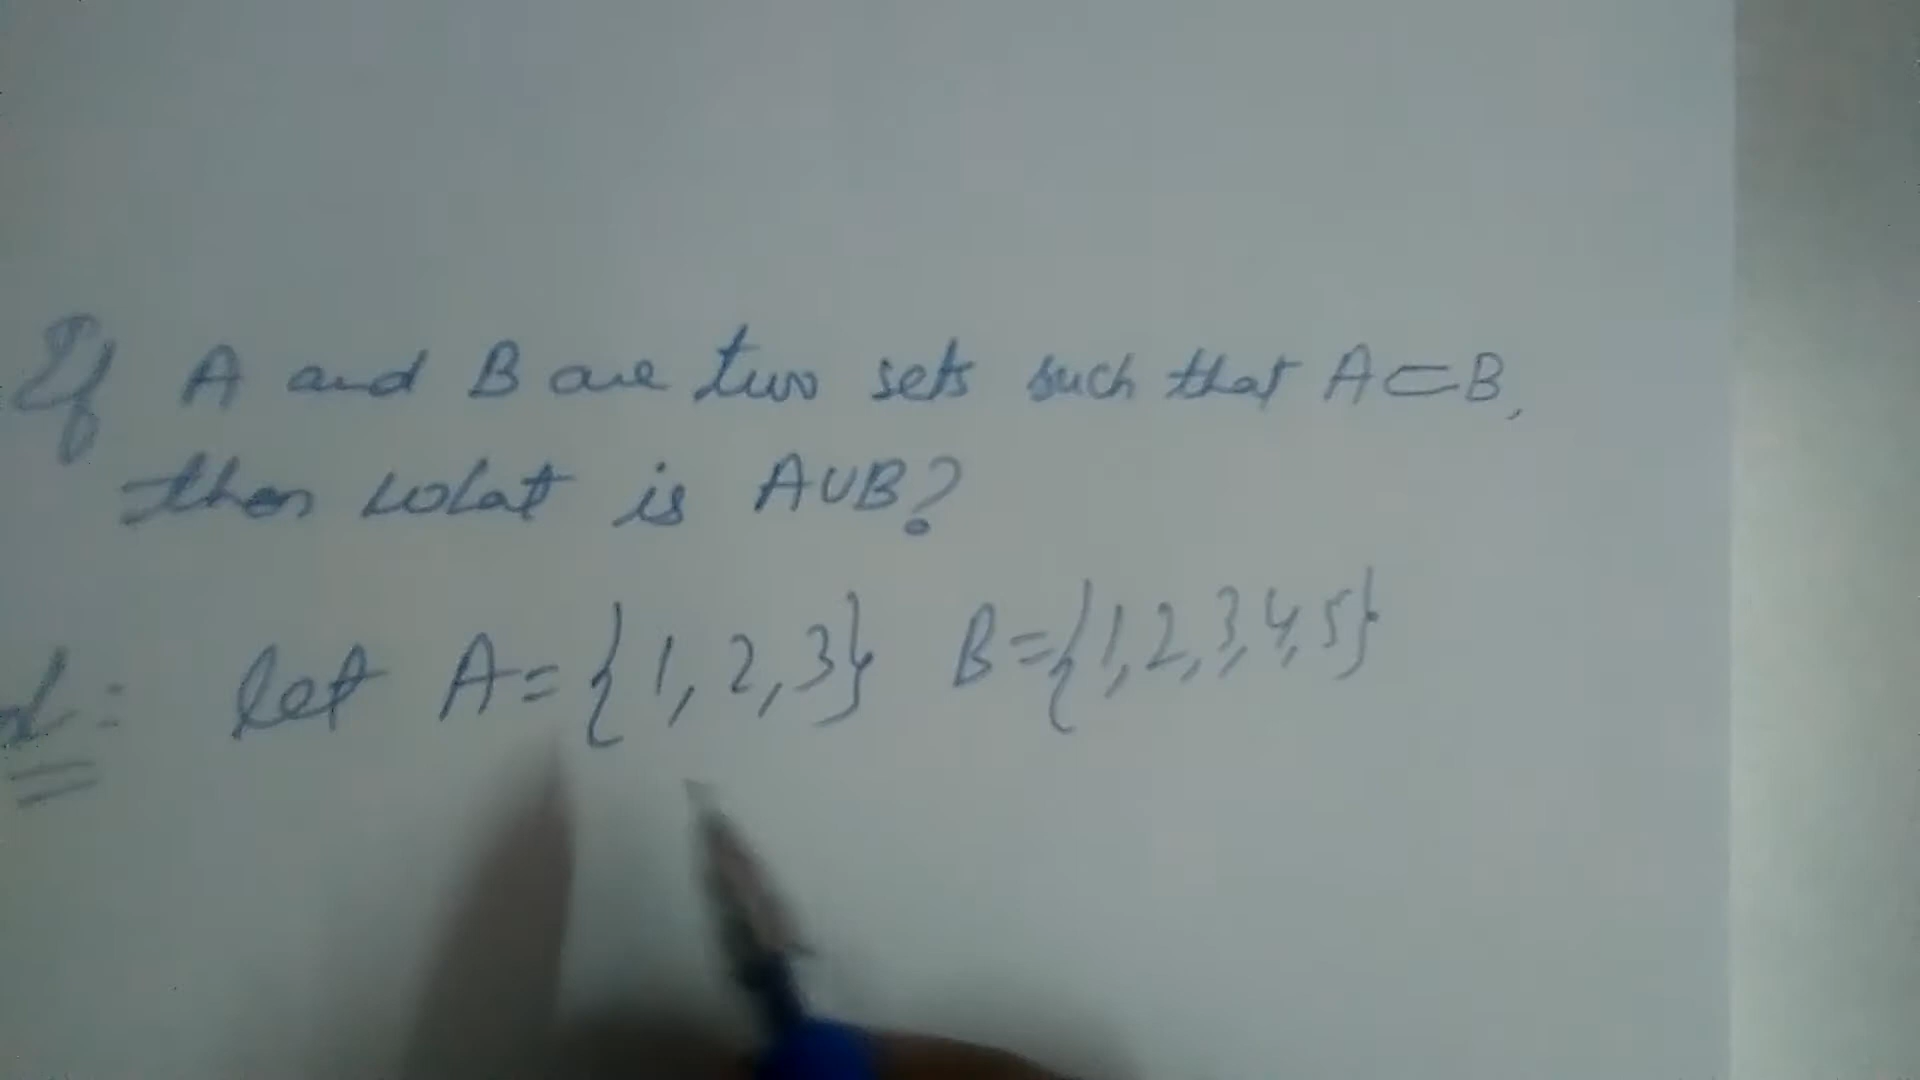 If A and B are two sets such that A⊂B,
then what is A∪B?
let A={1,2,3} B={1,2,3,4,5}